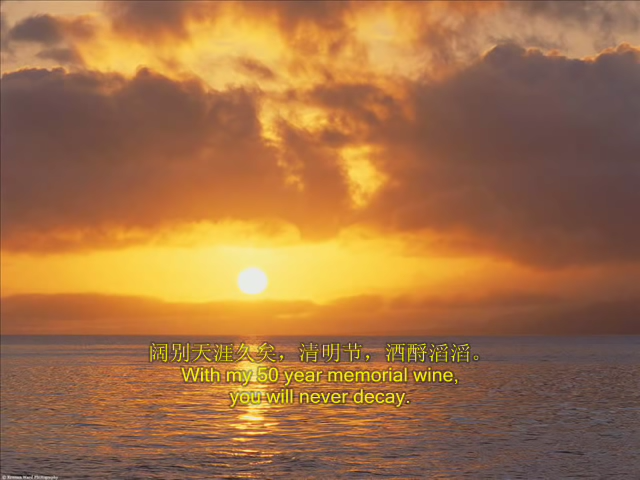 阔别天涯久矣，清明节，洒酹滔滔。
With my 50 year memorial wine,
you will never decay.